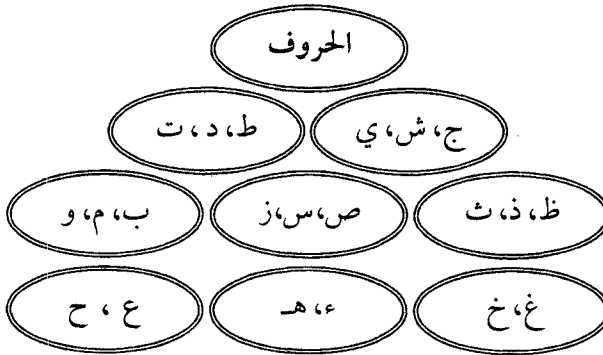 الحروف
ج، ش، ي ط، د، ت
ظ، ذ، ث ص، س، ز ب، م، و
غ، خ ء، هـ ع، ح